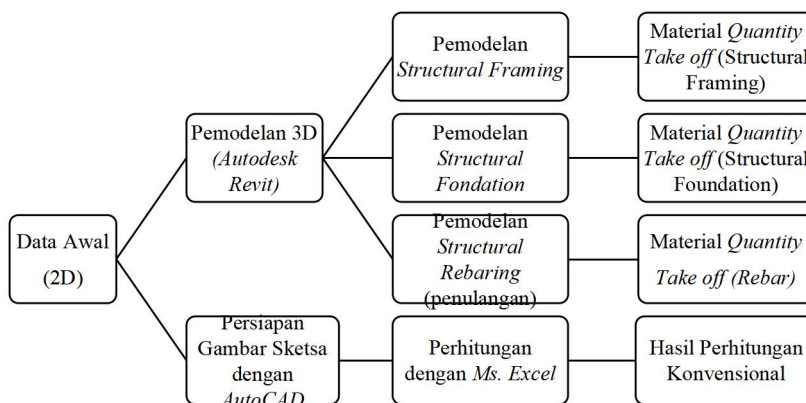 Data Awal
(2D)
Pemodelan 3D
(Autodesk
Revit)
Pemodelan
Structural Framing
Material Quantity
Take off (Structural
Framing)
Pemodelan
Structural
Fondation
Material Quantity
Take off (Structural
Foundation)
Pemodelan
Structural
Rebaring
(penulangan)
Material Quantity
Take off (Rebar)
Persiapan
Gambar Sketsa
dengan
AutoCAD
Perhitungan
dengan Ms. Excel
Hasil Perhitungan
Konvensional